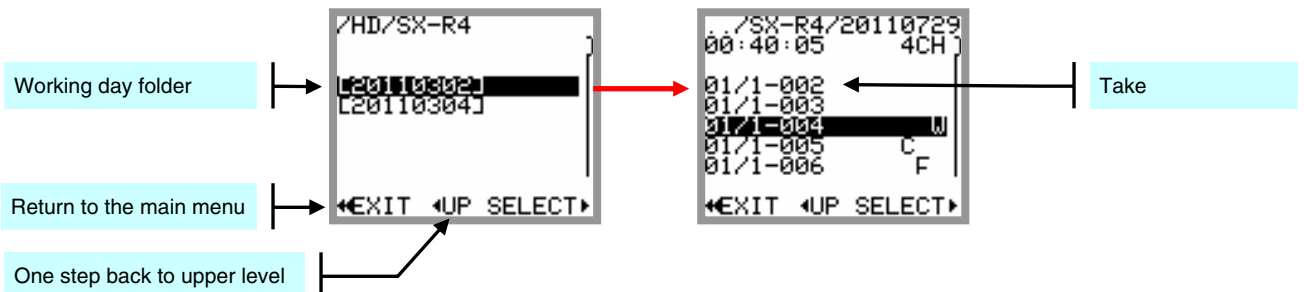 /HD/SX-R4
[20110302]
[20110304]
◀◀EXIT ◀UP SELECT▶
../SX-R4/20110729
00:40:05 4CH
01/1-002
01/1-003
01/1-004 W
01/1-005 C
01/1-006 F
◀◀EXIT ◀UP SELECT▶
Working day folder
Take
Return to the main menu
One step back to upper level